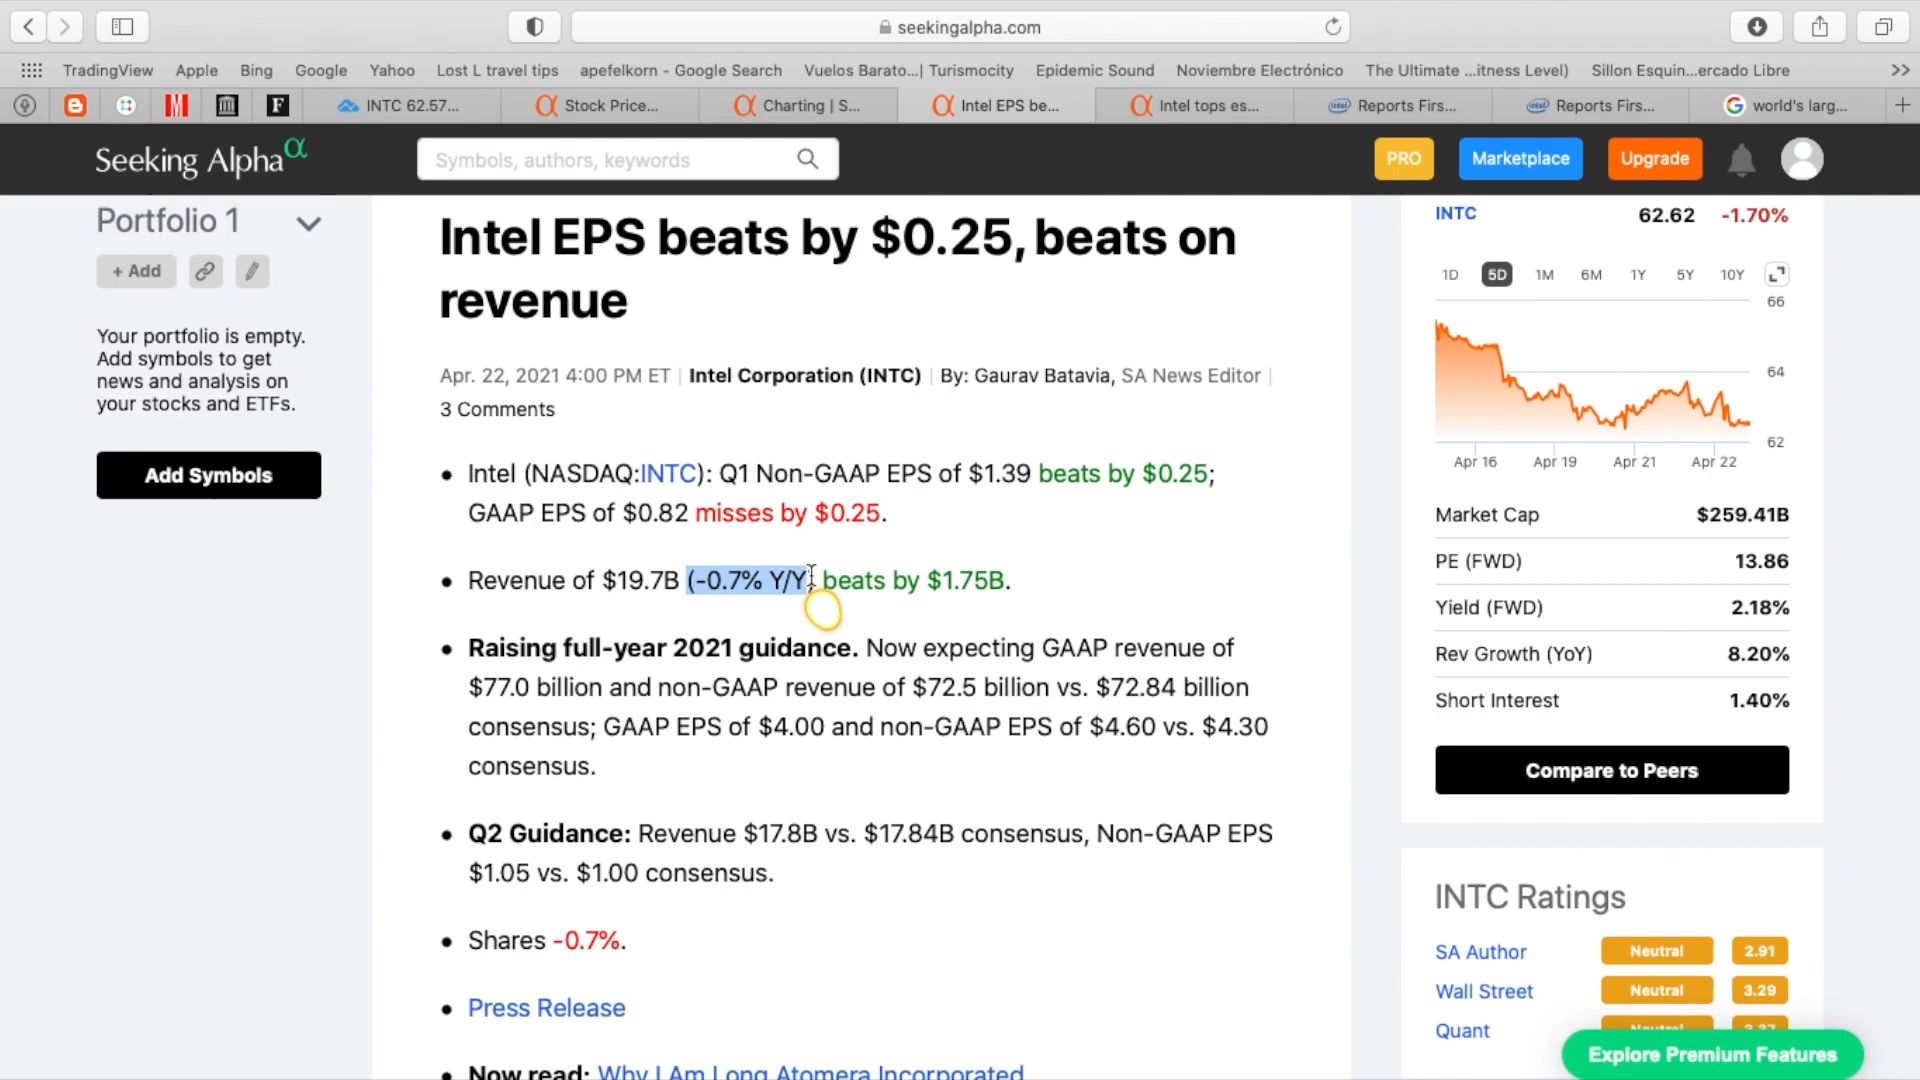 seekingalpha.com
TradingView Apple Bing Google Yahoo Lost L travel tips apefelkorn - Google Search Vuelos Barato...| Turismocity Epidemic Sound Noviembre Electrónico The Ultimate ...itness Level) Sillon Esquin...ercado Libre >>
INTC 62.57... Stock Price... Charting | S... Intel EPS be... Intel tops es... Reports Firs... Reports Firs... world's larg...
Seeking Alpha α
Symbols, authors, keywords
PRO Marketplace Upgrade
Portfolio 1
+ Add
Your portfolio is empty.
Add symbols to get
news and analysis on
your stocks and ETFs.
Add Symbols
Intel EPS beats by $0.25, beats on
revenue
Apr. 22, 2021 4:00 PM ET | Intel Corporation (INTC) | By: Gaurav Batavia, SA News Editor |
3 Comments
• Intel (NASDAQ:INTC): Q1 Non-GAAP EPS of $1.39 beats by $0.25;
GAAP EPS of $0.82 misses by $0.25.
• Revenue of $19.7B (-0.7% Y/Y) beats by $1.75B.
• Raising full-year 2021 guidance. Now expecting GAAP revenue of
$77.0 billion and non-GAAP revenue of $72.5 billion vs. $72.84 billion
consensus; GAAP EPS of $4.00 and non-GAAP EPS of $4.60 vs. $4.30
consensus.
• Q2 Guidance: Revenue $17.8B vs. $17.84B consensus, Non-GAAP EPS
$1.05 vs. $1.00 consensus.
• Shares -0.7%.
• Press Release
• Now read: Why I Am Long Atomera Incorporated
INTC 62.62 -1.70%
1D 5D 1M 6M 1Y 5Y 10Y
66
64
62
Apr 16 Apr 19 Apr 21 Apr 22
Market Cap $259.41B
PE (FWD) 13.86
Yield (FWD) 2.18%
Rev Growth (YoY) 8.20%
Short Interest 1.40%
Compare to Peers
INTC Ratings
SA Author Neutral 2.91
Wall Street Neutral 3.29
Quant
Explore Premium Features